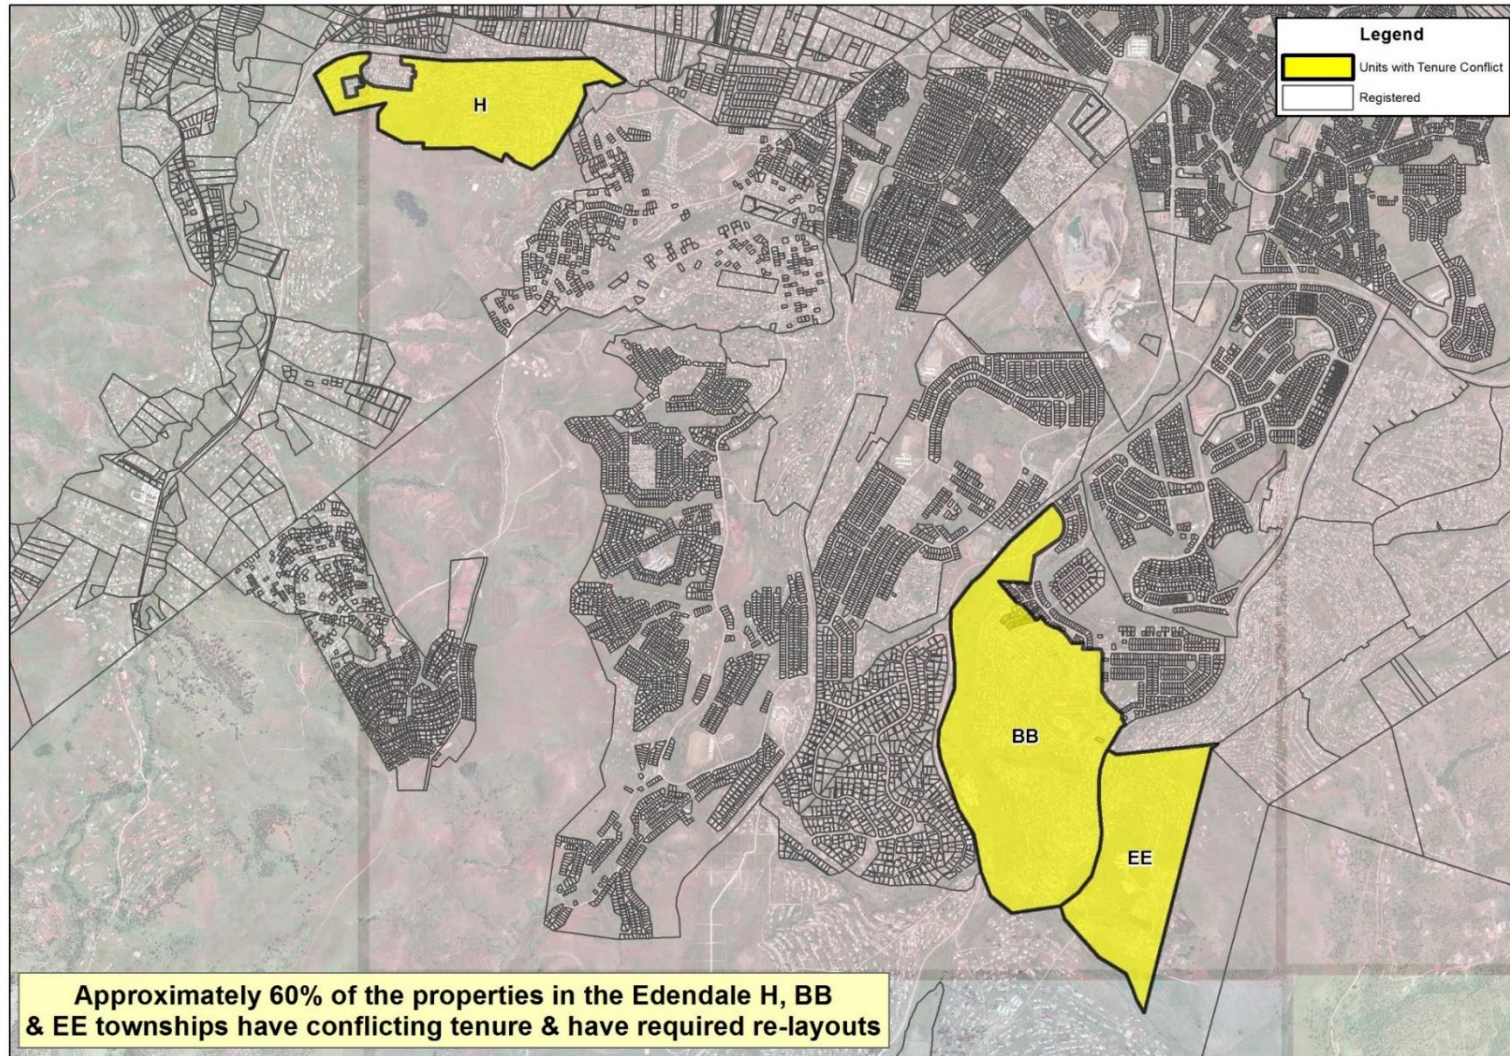 Legend
Units with Tenure Conflict
Registered
H
BB
EE
Approximately 60% of the properties in the Edendale H, BB
& EE townships have conflicting tenure & have required re-layouts